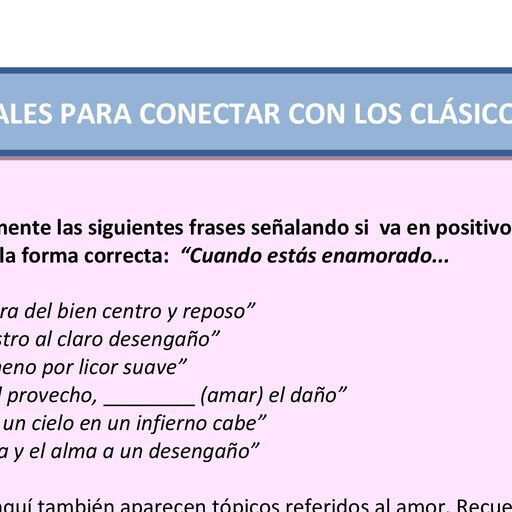 ALES PARA CONECTAR CON LOS CLÁSICO
mente las siguientes frases señalando si va en positivo
la forma correcta: “Cuando estás enamorado...
ra del bien centro y reposo”
stro al claro desengaño”
neno por licor suave”
l provecho, ________ (amar) el daño”
un cielo en un infierno cabe”
a y el alma a un desengaño”
quí también aparecen tópicos referidos al amor. Recue